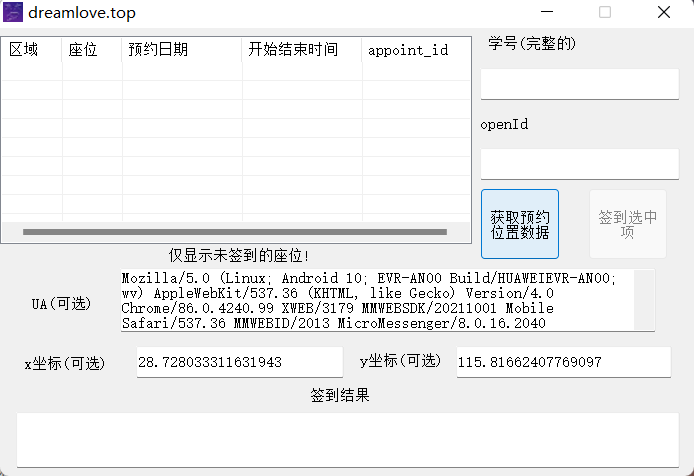 dreamlove.top
区域 座位 预约日期 开始结束时间 appoint_id
学号(完整的)
openId
获取预约
位置数据
签到选中
项
仅显示未签到的座位!
UA(可选)
Mozilla/5.0 (Linux; Android 10; EVR-AN00 Build/HUAWEIEVR-AN00;
wv) AppleWebKit/537.36 (KHTML, like Gecko) Version/4.0
Chrome/86.0.4240.99 XWEB/3179 MMWEBSDK/20211001 Mobile
Safari/537.36 MMWEBID/2013 MicroMessenger/8.0.16.2040
x坐标(可选) 28.728033311631943 y坐标(可选) 115.81662407769097
签到结果